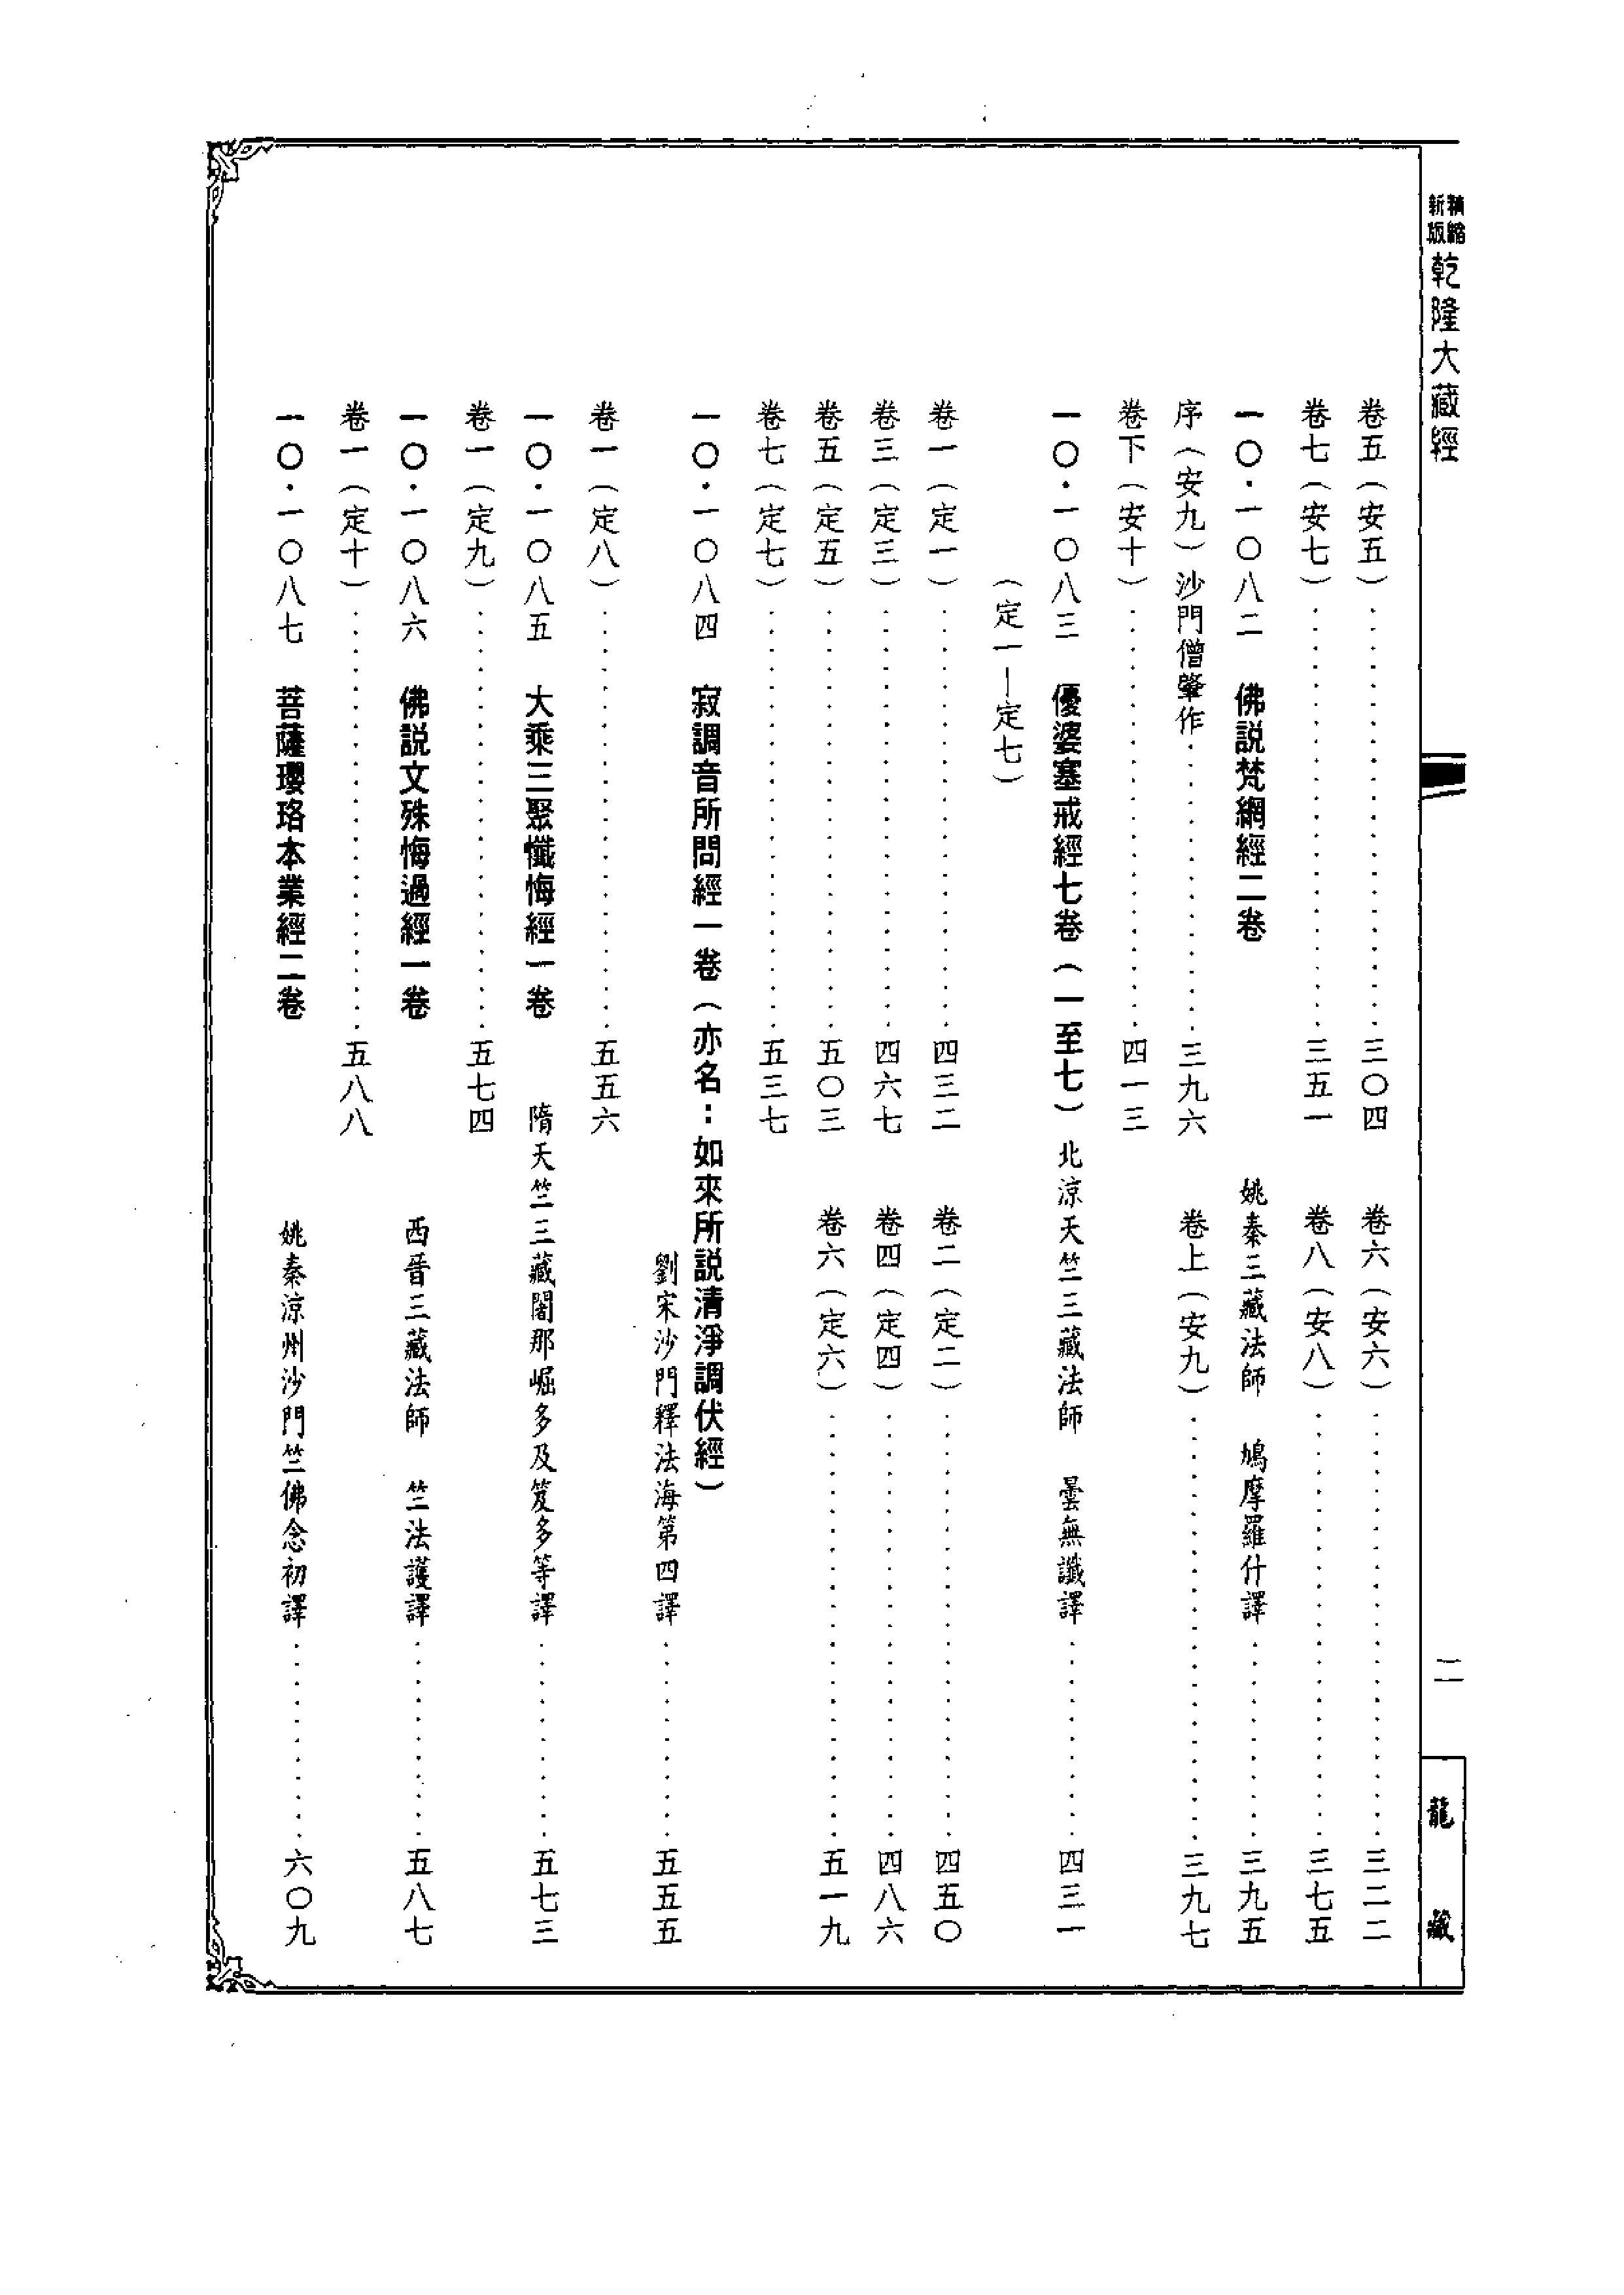 新版 精縮 乾隆大藏經
二
龍藏
卷五（安五）……三〇四 卷六（安六）……三二二
卷七（安七）……三五一 卷八（安八）……三七五
一〇·一〇八二 佛説梵網經二卷 姚秦三藏法師 鳩摩羅什譯……三九五
序（安九）沙門僧肇作……三九六 卷上（安九）……三九七
卷下（安十）……四一三
一〇·一〇八三 優婆塞戒經七卷（一至七）北涼天竺三藏法師 曇無讖譯……四三一
（定一—定七）
卷一（定一）……四三二 卷二（定二）……四五〇
卷三（定三）……四六七 卷四（定四）……四八六
卷五（定五）……五〇三 卷六（定六）……五一九
卷七（定七）……五三七
一〇·一〇八四 寂調音所問經一卷（亦名：如來所説清淨調伏經）
劉宋沙門釋法海第四譯……五五五
卷一（定八）……五五六
一〇·一〇八五 大乘三聚懺悔經一卷 隋天竺三藏闍那崛多及笈多等譯……五七三
卷一（定九）……五七四
一〇·一〇八六 佛説文殊悔過經一卷 西晉三藏法師 竺法護譯……五八七
卷一（定十）……五八八
一〇·一〇八七 菩薩瓔珞本業經二卷 姚秦涼州沙門竺佛念初譯……六〇九